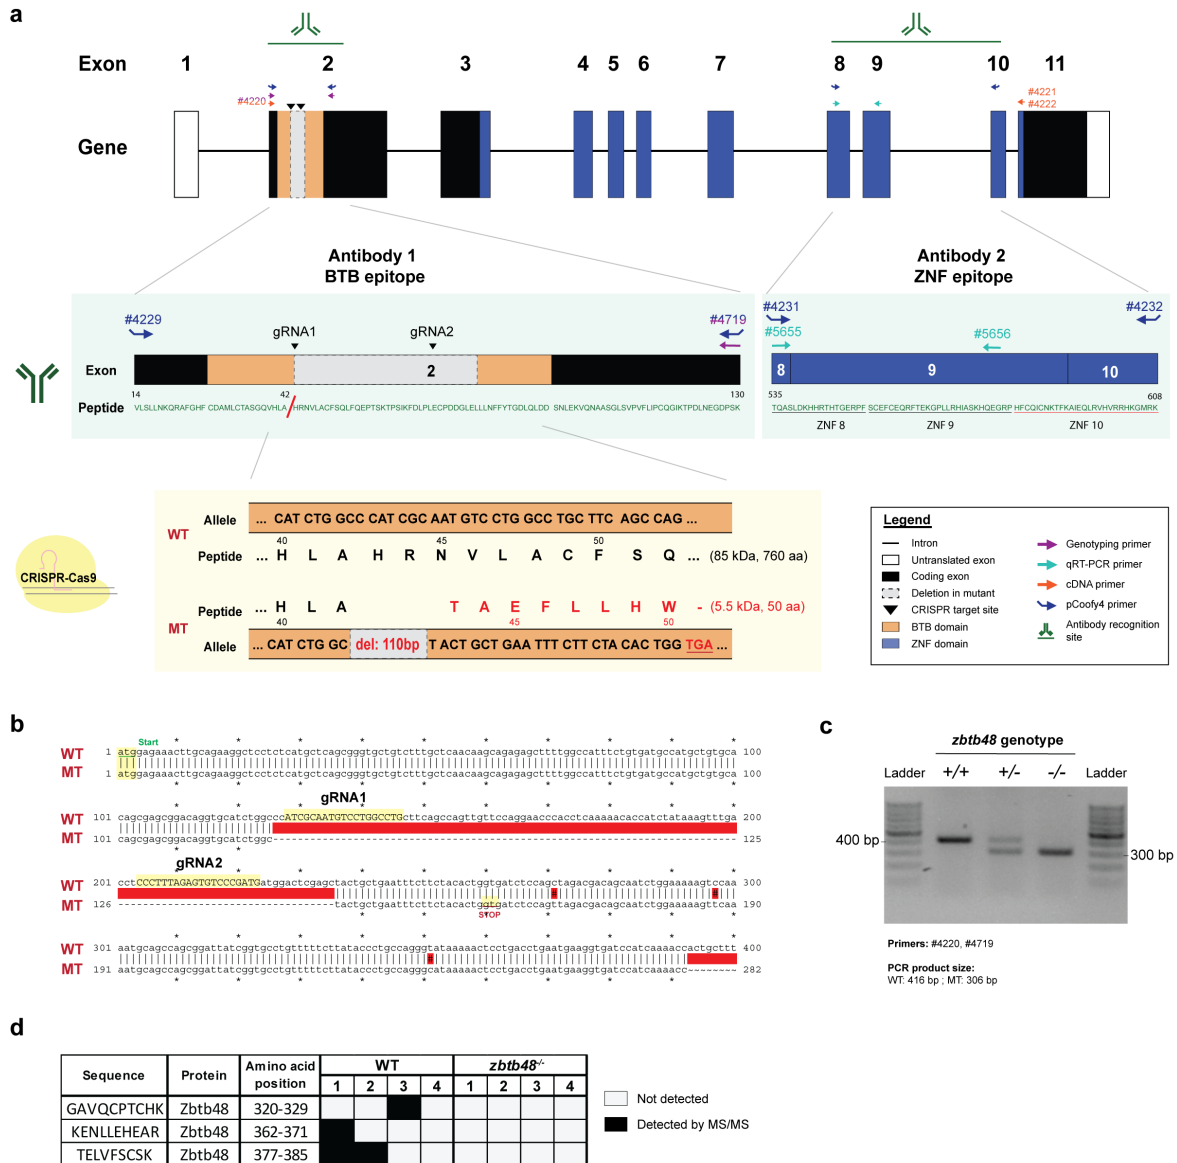 a
Exon 1 2 3 4 5 6 7 8 9 10 11
#4220
#4221
#4222
Gene
Antibody 1
BTB epitope
Antibody 2
ZNF epitope
#4229
gRNA1
gRNA2
#4719
#4231
#4232
#5655
#5656
Exon
2
8
9
10
14
42
130
535
608
Peptide
VLSLLNKQRAFGHF CDAMLCTASGQVHLA HRNVLACFSQLFQEPTSKTPSIKFDLPLECPDDGLELLLNFFYTGDLQLDD SNLEKVQNAASGLSVPVFLIPCQGIKTPDLNEGDPSK
TQASLDKHHRTHTGERPF SCEFCEQRFTEKGPLLRHIASKHQEGRP HFCQICNKTFKAIEQLRVHVRRHKGMRK
ZNF 8
ZNF 9
ZNF 10
CRISPR-Cas9
WT
Allele
... CAT CTG GCC CAT CGC AAT GTC CTG GCC TGC TTC AGC CAG ...
40
45
50
Peptide
... H L A H R N V L A C F S Q ... (85 kDa, 760 aa)
MT
Peptide
... H L A T A E F L L H W - (5.5 kDa, 50 aa)
40
45
50
Allele
... CAT CTG GC del: 110bp T ACT GCT GAA TTT CTT CTA CAC TGG TGA ...
Legend
Intron
Untranslated exon
Coding exon
Deletion in mutant
CRISPR target site
BTB domain
ZNF domain
Genotyping primer
qRT-PCR primer
cDNA primer
pCoofy4 primer
Antibody recognition
site
b
Start
WT 1 atggagaaacttgcagaaggctcctctcatgctcagcgggtgctgtctttgctcaacaagcagagagcttttggccatttctgtgatgccatgctgtgca 100
MT 1 atggagaaacttgcagaaggctcctctcatgctcagcgggtgctgtctttgctcaacaagcagagagcttttggccatttctgtgatgccatgctgtgca 100
gRNA1
WT 101 cagcgagcggacaggtgcatctggcccATCGCAATGTCCTGGCCTGcttcagccagttgttccaggaacccacctcaaaaacaccatctataaagtttga 200
MT 101 cagcgagcggacaggtgcatctggc 125
gRNA2
WT 201 cctCCCTTTAGAGTGTCCCGATGatggactcgagctactgctgaatttcttctacactggtgatctccagctagacgacagcaatctggaaaaagtccaa 300
MT 126 tactgctgaatttcttctacactggtgatctccagttagacgacagcaatctggaaaaagttcaa 190
STOP
WT 301 aatgcagccagcggattatcggtgcctgtttttcttataccctgccagggtataaaaactcctgacctgaatgaaggtgatccatcaaaaccactgcttt 400
MT 191 aatgcagccagcggattatcggtgcctgtttttcttataccctgccagggcataaaaactcctgacctgaatgaaggtgatccatcaaaacc 282
c
zbtb48 genotype
Ladder +/+ +/- -/- Ladder
400 bp
300 bp
Primers: #4220, #4719
PCR product size:
WT: 416 bp ; MT: 306 bp
d
Sequence Protein Amino acid position WT zbtb48-/-
1 2 3 4 1 2 3 4
GAVQCPTCHK Zbtb48 320-329
KENLLEHEAR Zbtb48 362-371
TELVFSCSK Zbtb48 377-385
Not detected
Detected by MS/MS